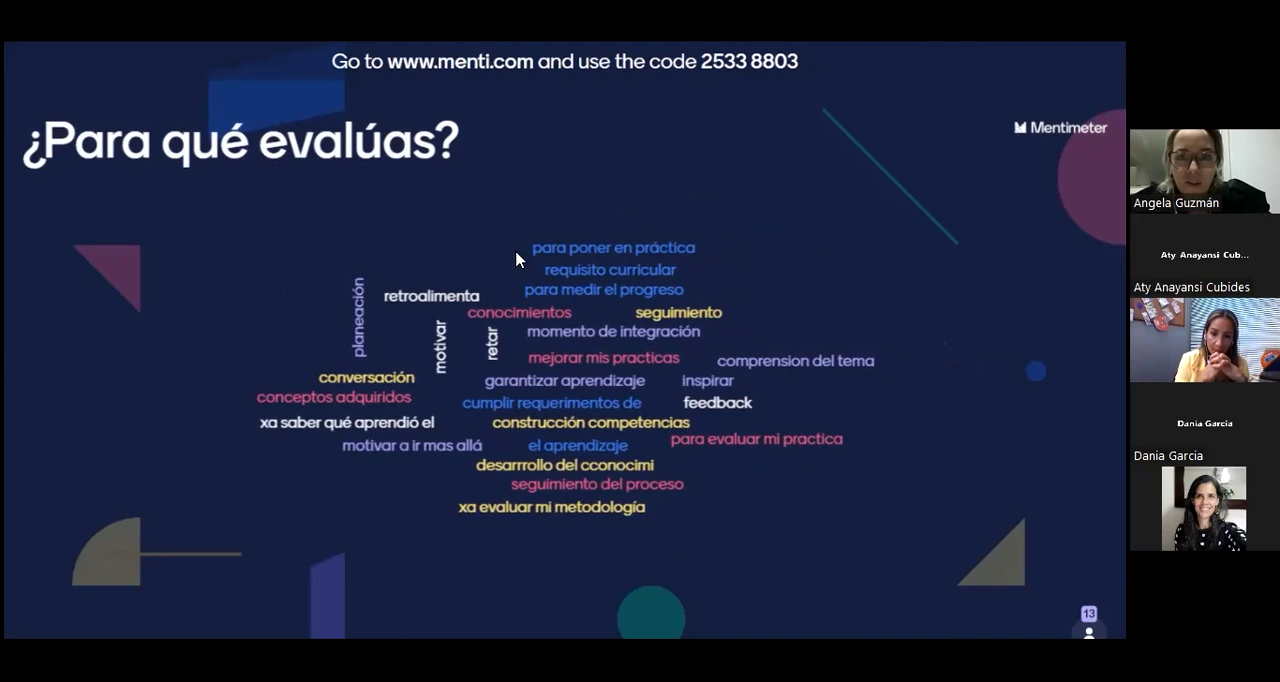 Go to www.menti.com and use the code 2533 8803
¿Para qué evalúas?
Mentimeter
para poner en práctica
requisito curricular
para medir el progreso
planeación
retroalimenta
conocimientos
seguimiento
motivar
retar
momento de integración
mejorar mis practicas
comprension del tema
conversación
garantizar aprendizaje
inspirar
conceptos adquiridos
cumplir requerimentos de
feedback
xa saber qué aprendió el
construcción competencias
motivar a ir mas allá
el aprendizaje
para evaluar mi practica
desarrrollo del cconocimi
seguimiento del proceso
xa evaluar mi metodología
13
Angela Guzmán
Aty Anayansi Cub...
Aty Anayansi Cubides
Dania Garcia
Dania Garcia